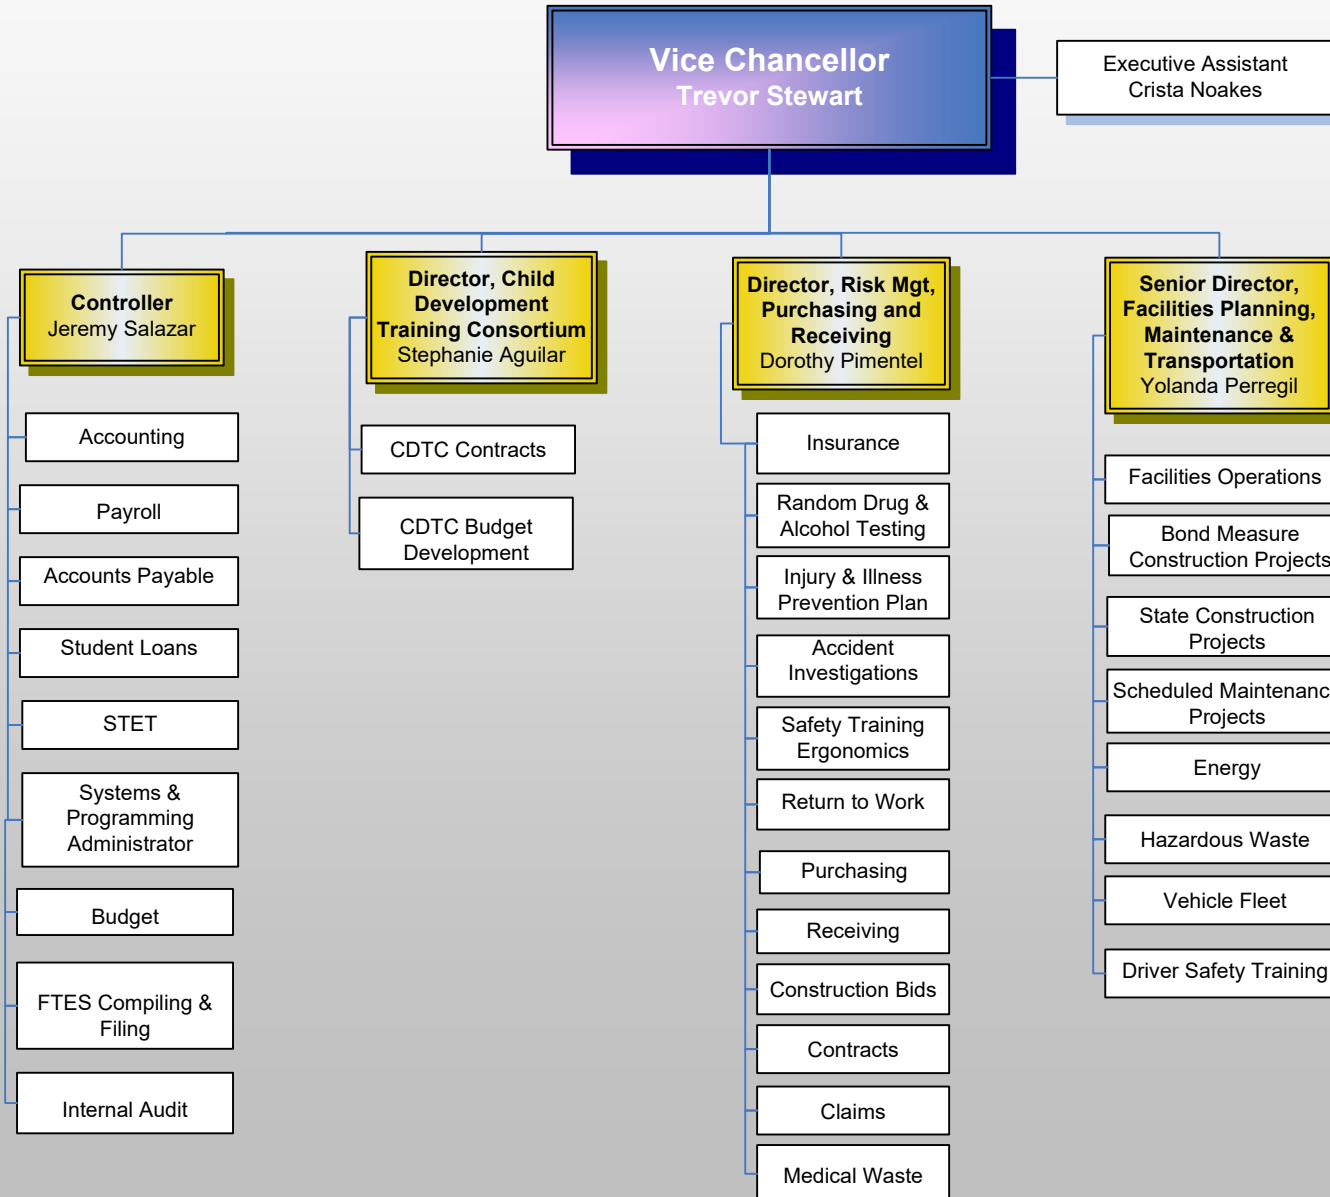 Vice Chancellor
Trevor Stewart
Executive Assistant
Crista Noakes
Controller
Jeremy Salazar
Accounting
Payroll
Accounts Payable
Student Loans
STET
Systems &
Programming
Administrator
Budget
FTES Compiling &
Filing
Internal Audit
Director, Child
Development
Training Consortium
Stephanie Aguilar
CDTC Contracts
CDTC Budget
Development
Director, Risk Mgt,
Purchasing and
Receiving
Dorothy Pimentel
Insurance
Random Drug &
Alcohol Testing
Injury & Illness
Prevention Plan
Accident
Investigations
Safety Training
Ergonomics
Return to Work
Purchasing
Receiving
Construction Bids
Contracts
Claims
Medical Waste
Senior Director,
Facilities Planning,
Maintenance &
Transportation
Yolanda Perregil
Facilities Operations
Bond Measure
Construction Projects
State Construction
Projects
Scheduled Maintenanc
Projects
Energy
Hazardous Waste
Vehicle Fleet
Driver Safety Training